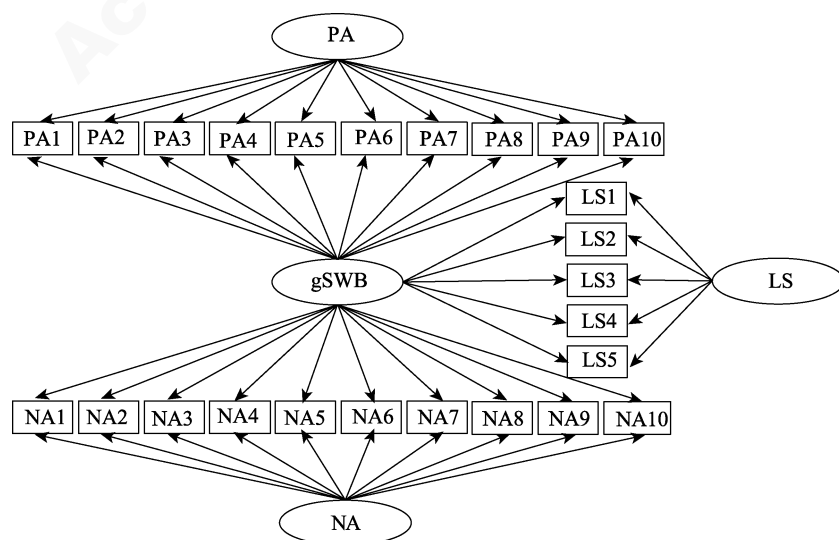 Ac
PA
PA1 PA2 PA3 PA4 PA5 PA6 PA7 PA8 PA9 PA10
LS1
LS2
gSWB LS3 LS
LS4
LS5
NA1 NA2 NA3 NA4 NA5 NA6 NA7 NA8 NA9 NA10
NA